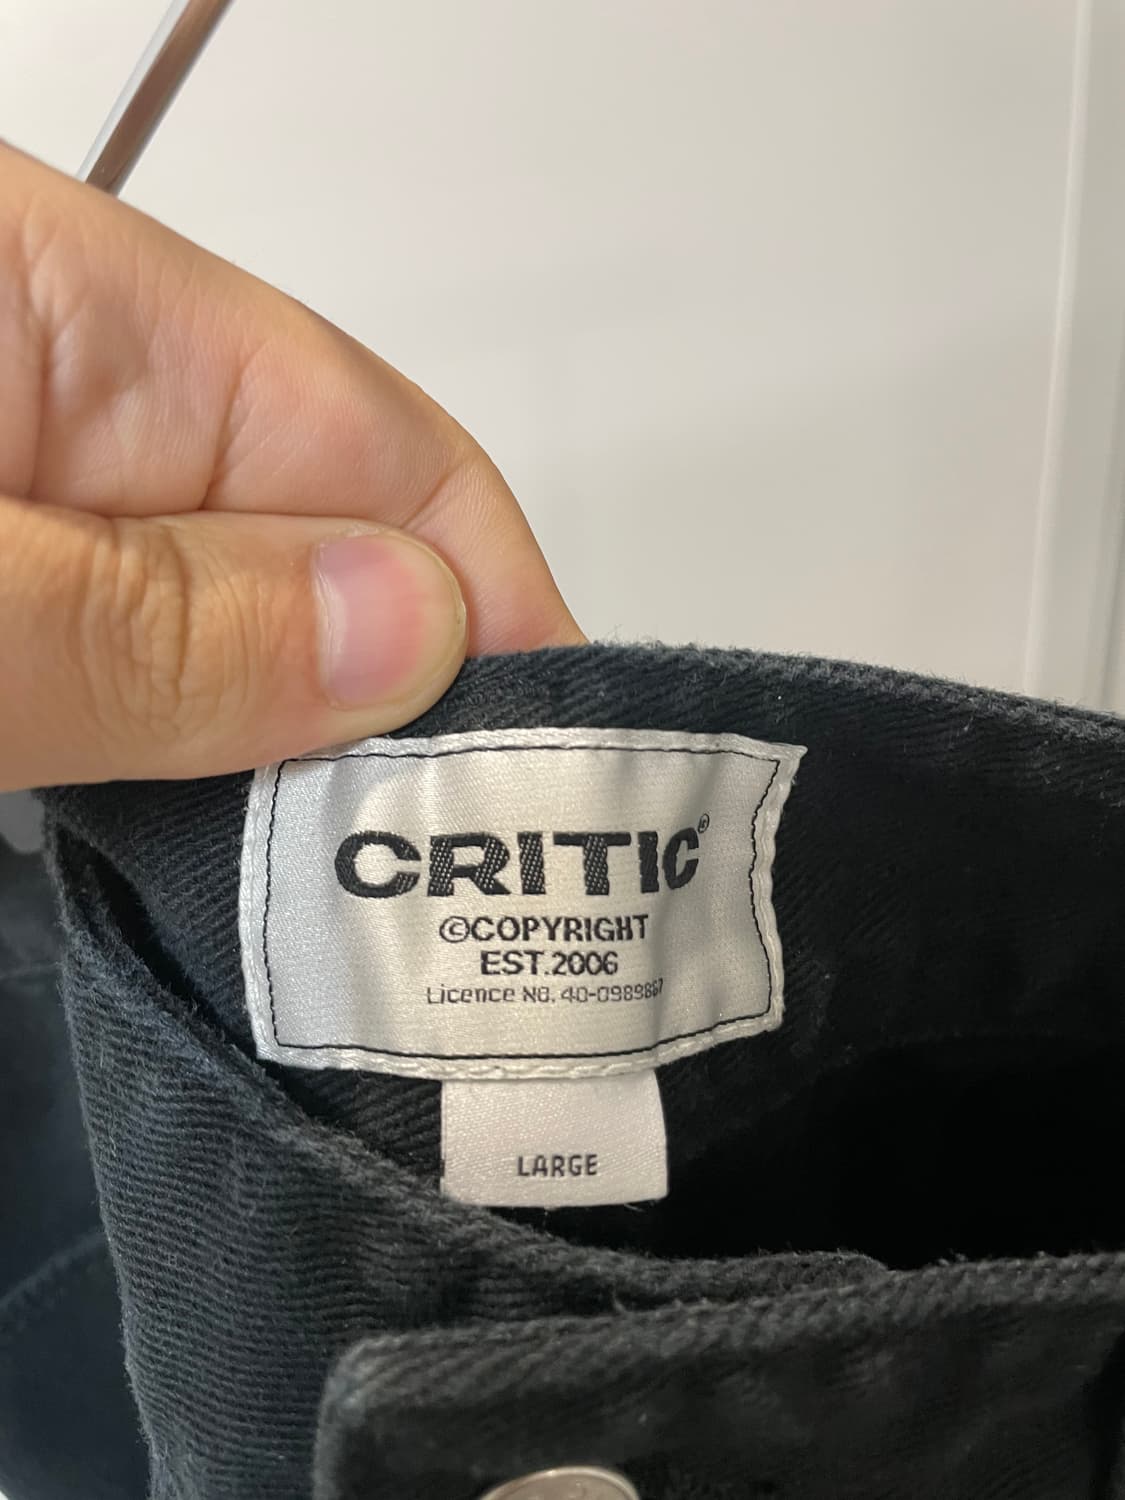 CRITIC®
©COPYRIGHT
EST.2006
Licence NO. 40-0989867
LARGE